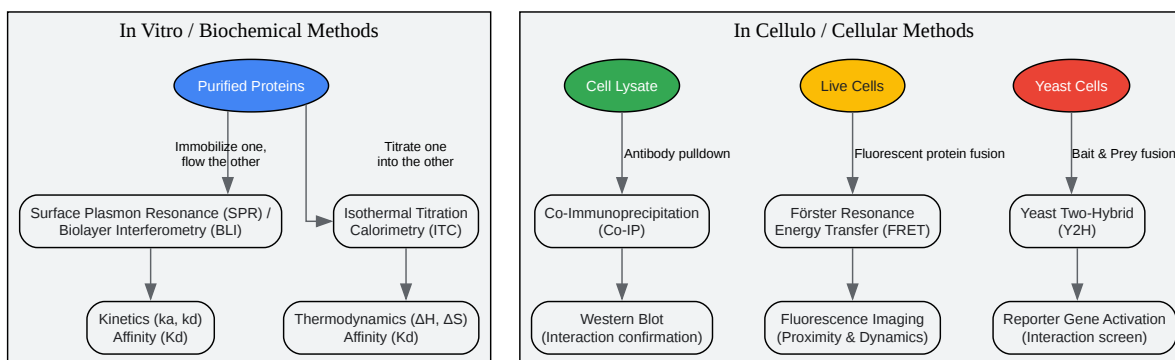 In Vitro / Biochemical Methods
Purified Proteins
Immobilize one,
flow the other
Titrate one
into the other
Surface Plasmon Resonance (SPR) /
Biolayer Interferometry (BLI)
Isothermal Titration
Calorimetry (ITC)
Kinetics (ka, kd)
Affinity (Kd)
Thermodynamics (ΔH, ΔS)
Affinity (Kd)
In Cellulo / Cellular Methods
Cell Lysate
Live Cells
Yeast Cells
Antibody pulldown
Fluorescent protein fusion
Bait & Prey fusion
Co-Immunoprecipitation
(Co-IP)
Förster Resonance
Energy Transfer (FRET)
Yeast Two-Hybrid
(Y2H)
Western Blot
(Interaction confirmation)
Fluorescence Imaging
(Proximity & Dynamics)
Reporter Gene Activation
(Interaction screen)